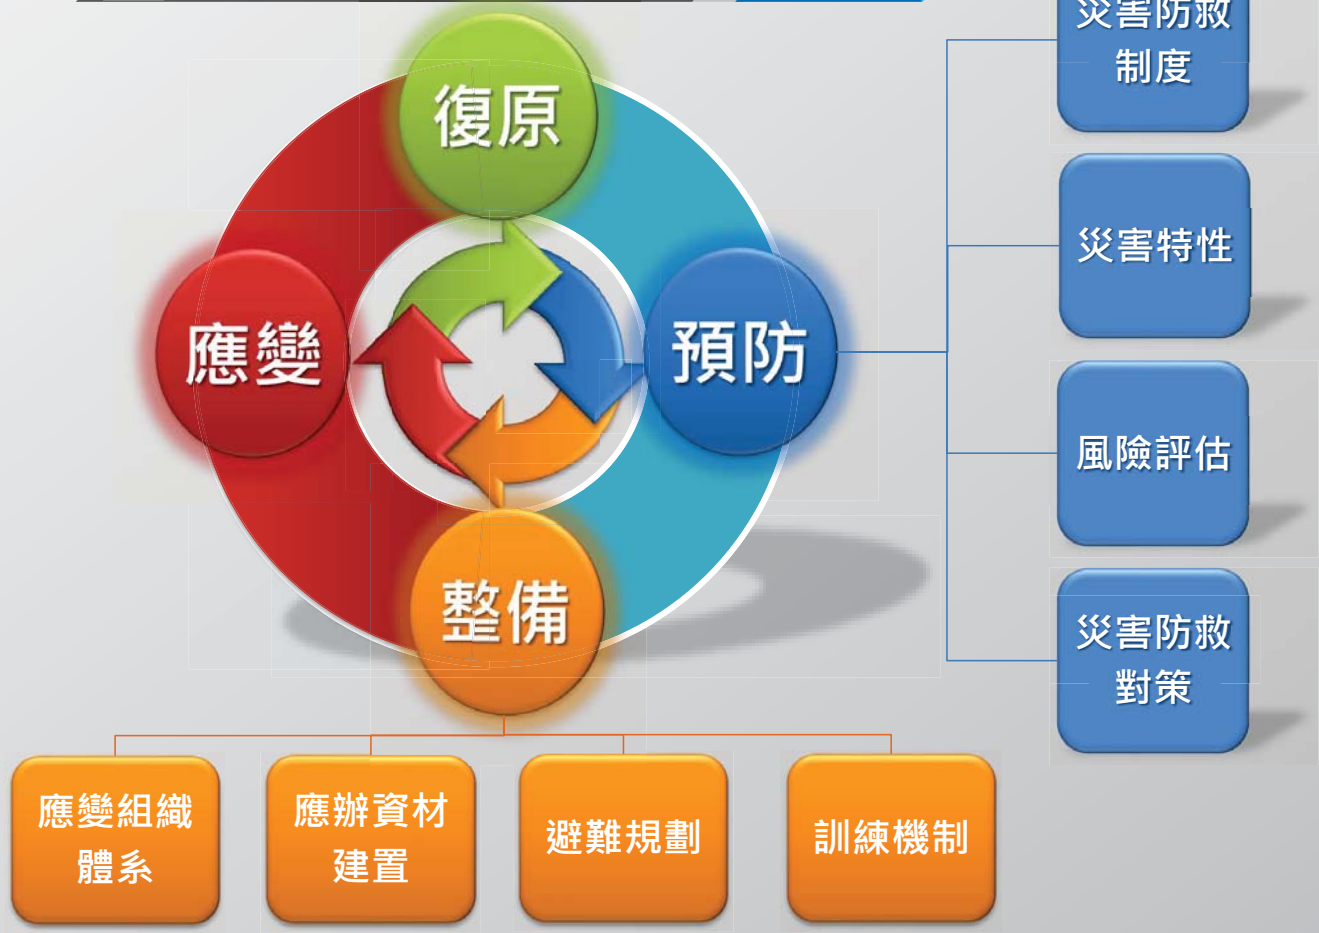 災害防救
制度
復原
災害特性
應變
預防
風險評估
整備
災害防救
對策
應變組織
體系
應辦資材
建置
避難規劃
訓練機制